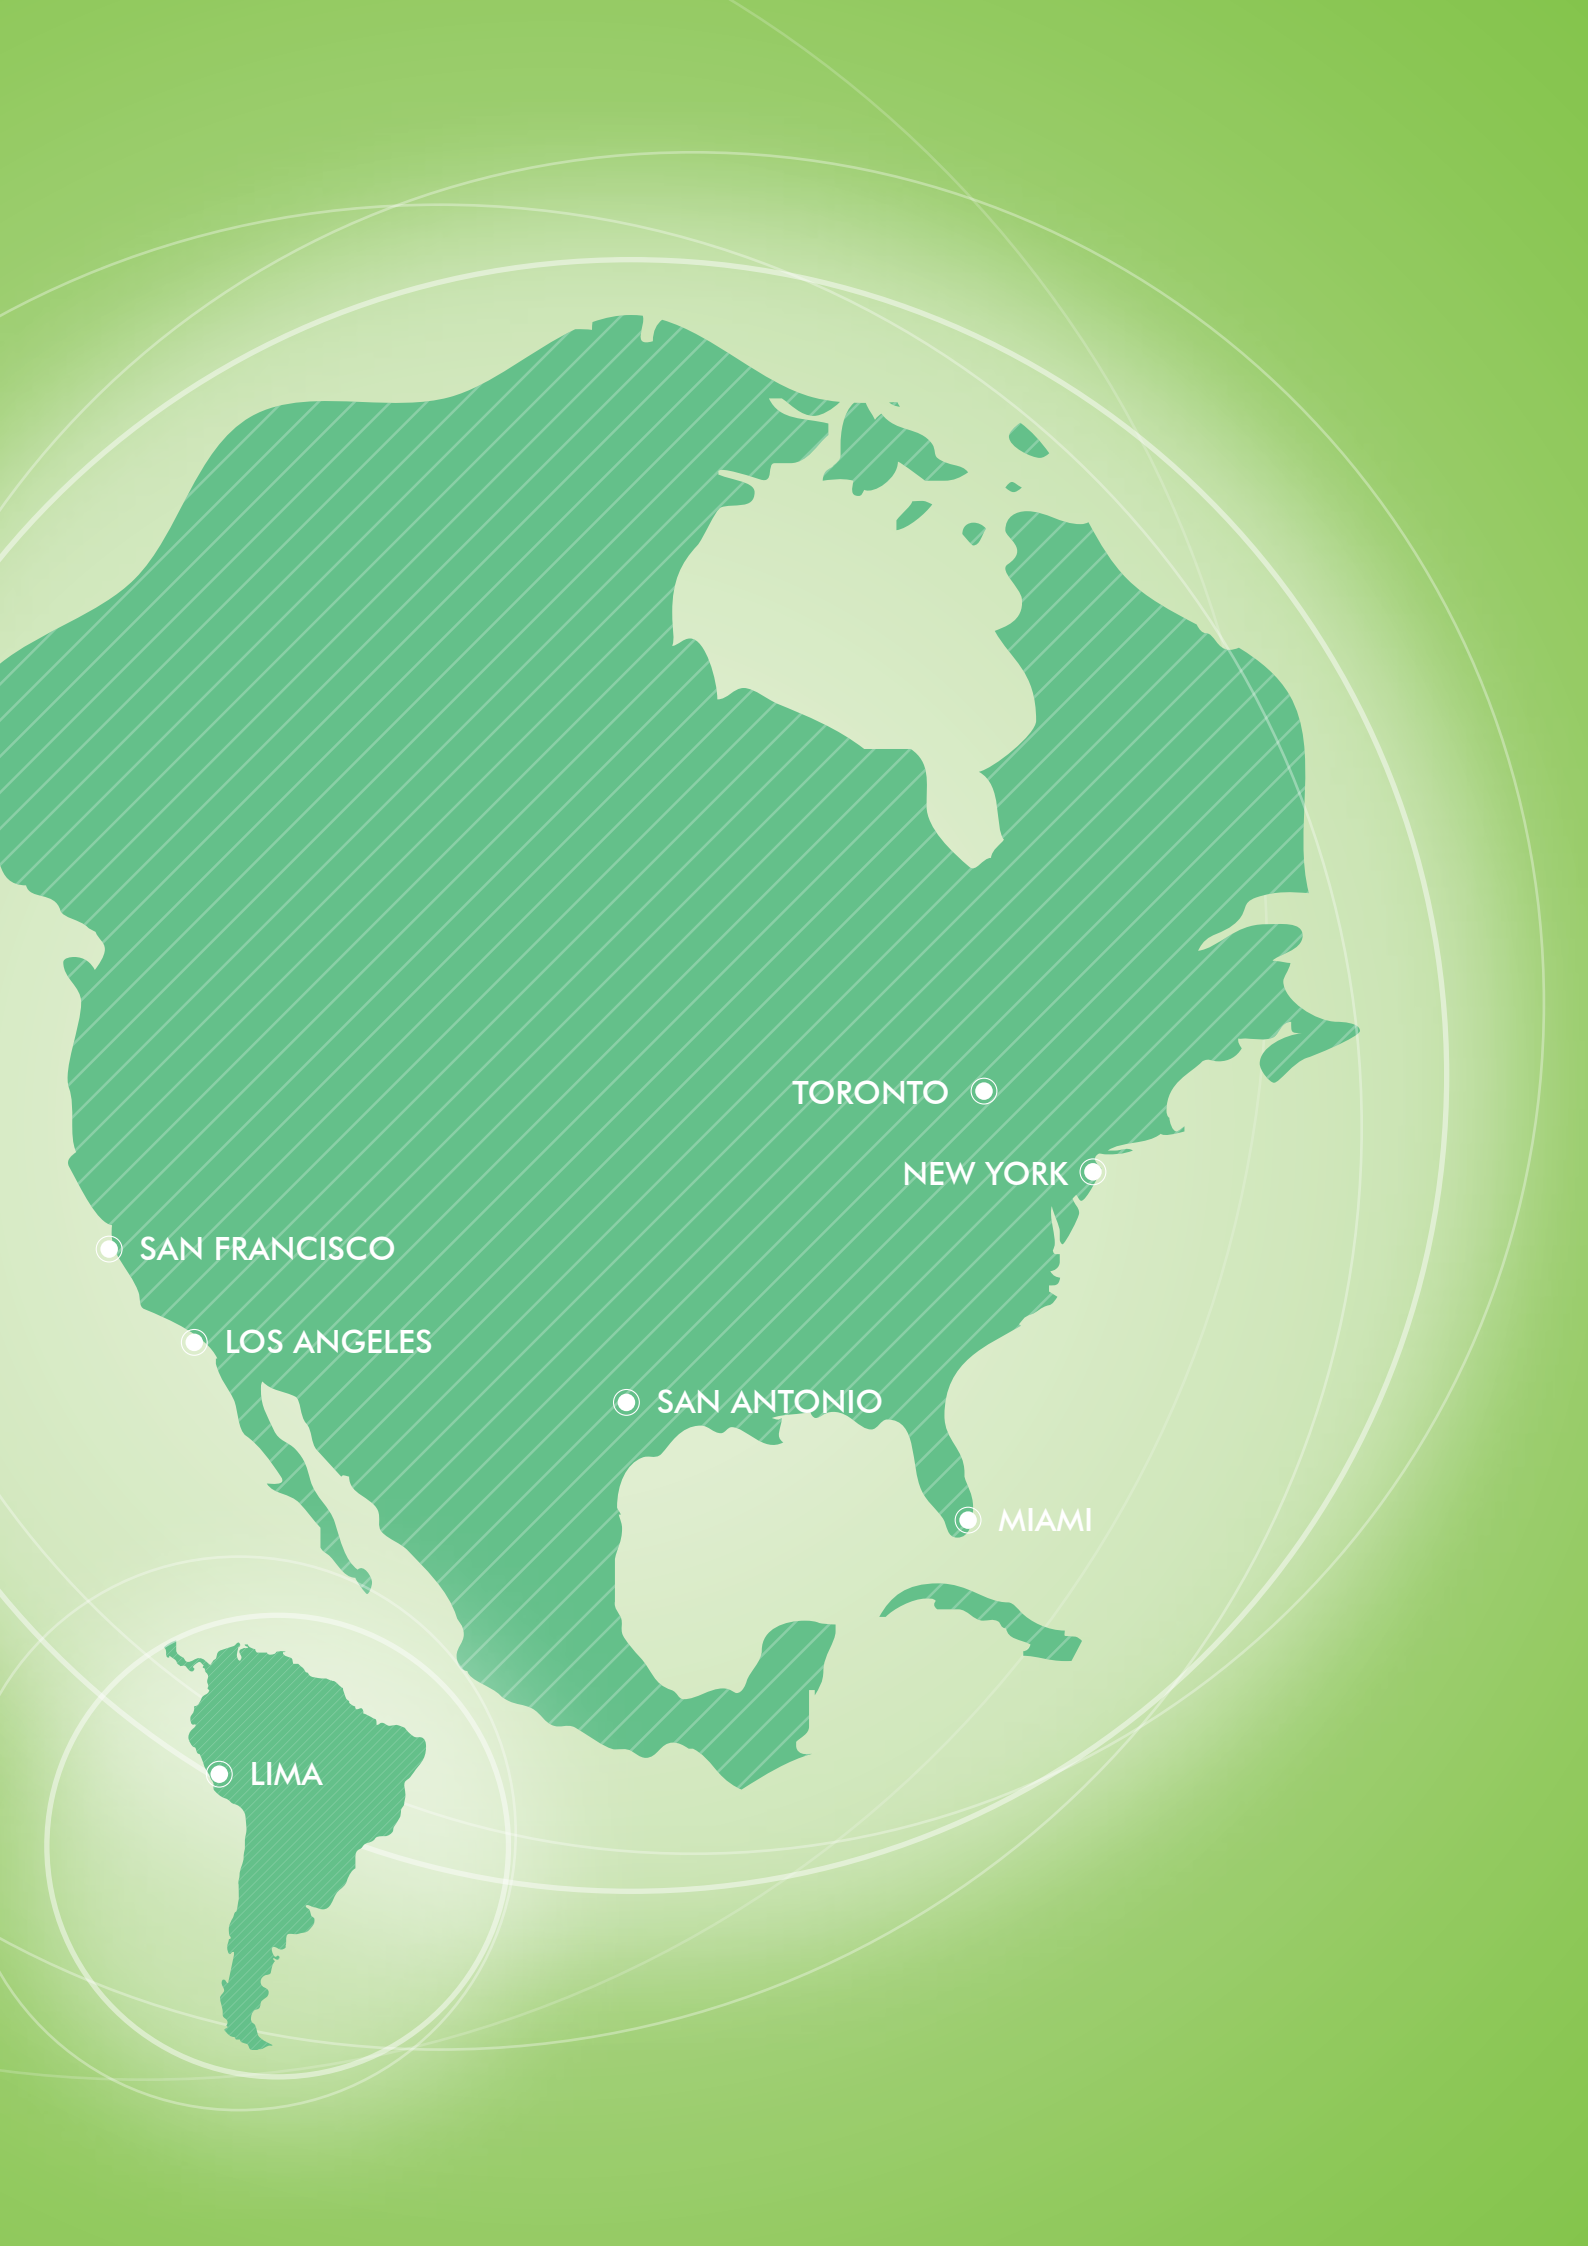 TORONTO
NEW YORK
SAN FRANCISCO
LOS ANGELES
SAN ANTONIO
MIAMI
LIMA